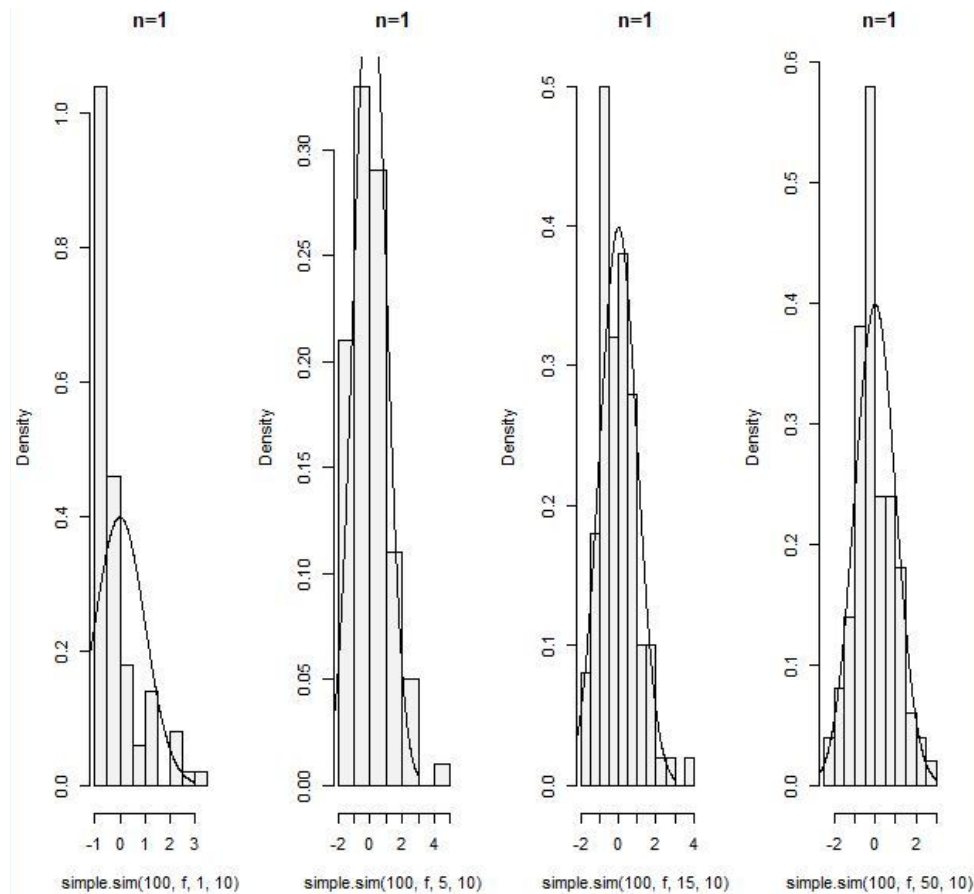 n=1
n=1
n=1
n=1
Density
0.0
0.2
0.4
0.6
0.8
1.0
-1 0 1 2 3
simple.sim(100, f, 1, 10)
Density
0.00
0.05
0.10
0.15
0.20
0.25
0.30
-2 0 2 4
simple.sim(100, f, 5, 10)
Density
0.0
0.1
0.2
0.3
0.4
0.5
-2 0 2 4
simple.sim(100, f, 15, 10)
Density
0.0
0.1
0.2
0.3
0.4
0.5
0.6
-2 0 2
simple.sim(100, f, 50, 10)